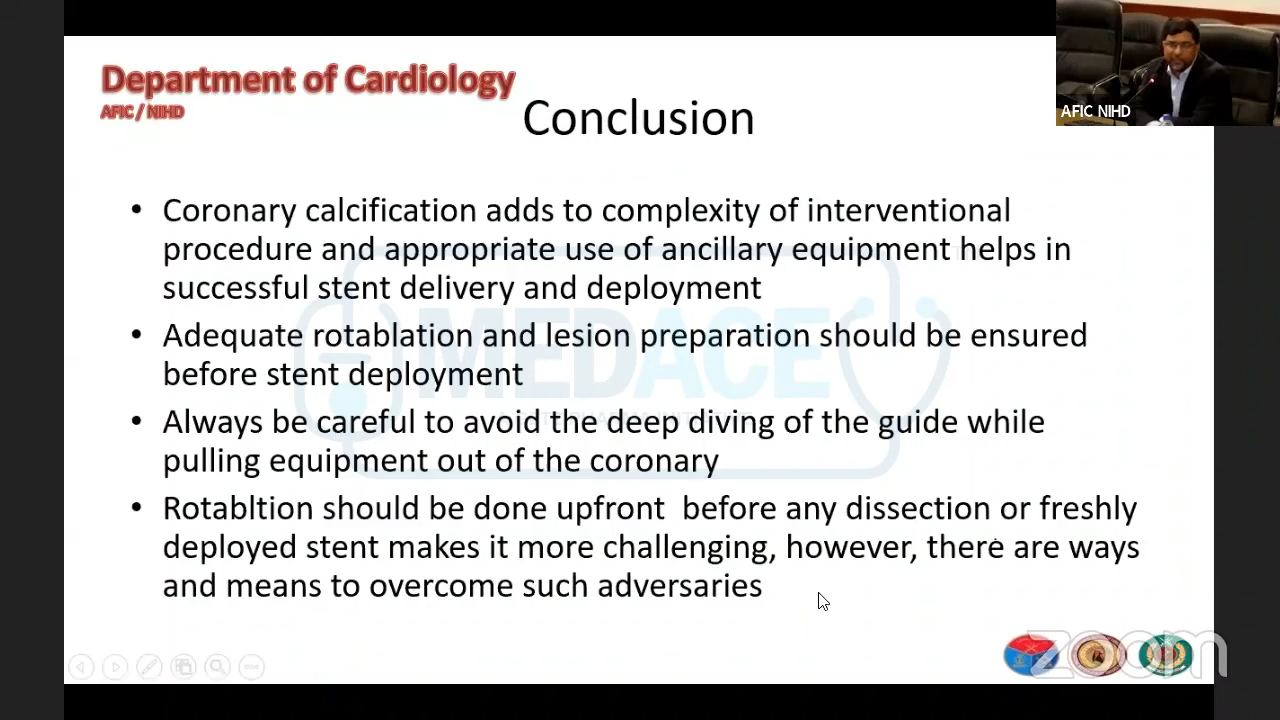 Department of Cardiology
AFIC / NIHD
Conclusion
AFIC NIHD
• Coronary calcification adds to complexity of interventional
procedure and appropriate use of ancillary equipment helps in
successful stent delivery and deployment
• Adequate rotablation and lesion preparation should be ensured
before stent deployment
• Always be careful to avoid the deep diving of the guide while
pulling equipment out of the coronary
• Rotabltion should be done upfront before any dissection or freshly
deployed stent makes it more challenging, however, there are ways
and means to overcome such adversaries
MEDACE
zoom